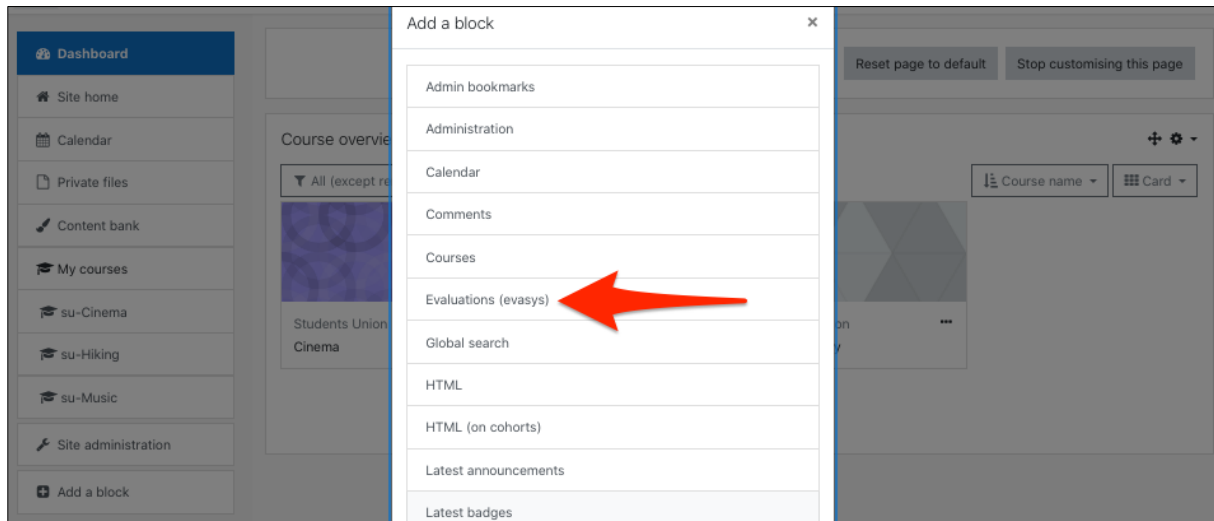 Add a block
×
Dashboard
Site home
Calendar
Private files
Content bank
My courses
su-Cinema
su-Hiking
su-Music
Site administration
Add a block
Reset page to default
Stop customising this page
Course overvie
All (except re
Course name
Card
Students Union
Cinema
on
y
Admin bookmarks
Administration
Calendar
Comments
Courses
Evaluations (evasys)
Global search
HTML
HTML (on cohorts)
Latest announcements
Latest badges